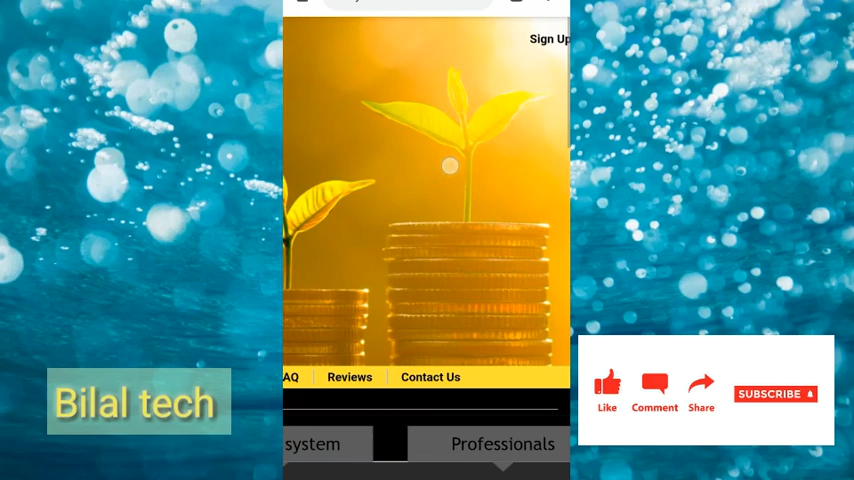 Sign Up
AQ
Reviews
Contact Us
system
Professionals
Bilal tech
Like
Comment
Share
SUBSCRIBE